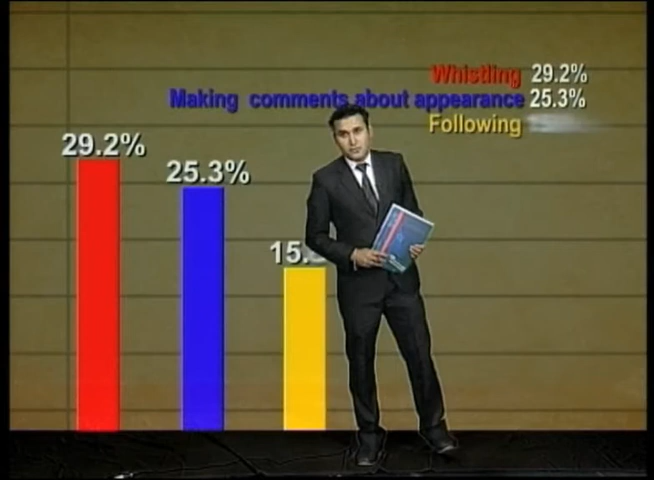 Whistling 29.2%
Making comments about appearance 25.3%
Following
29.2%
25.3%